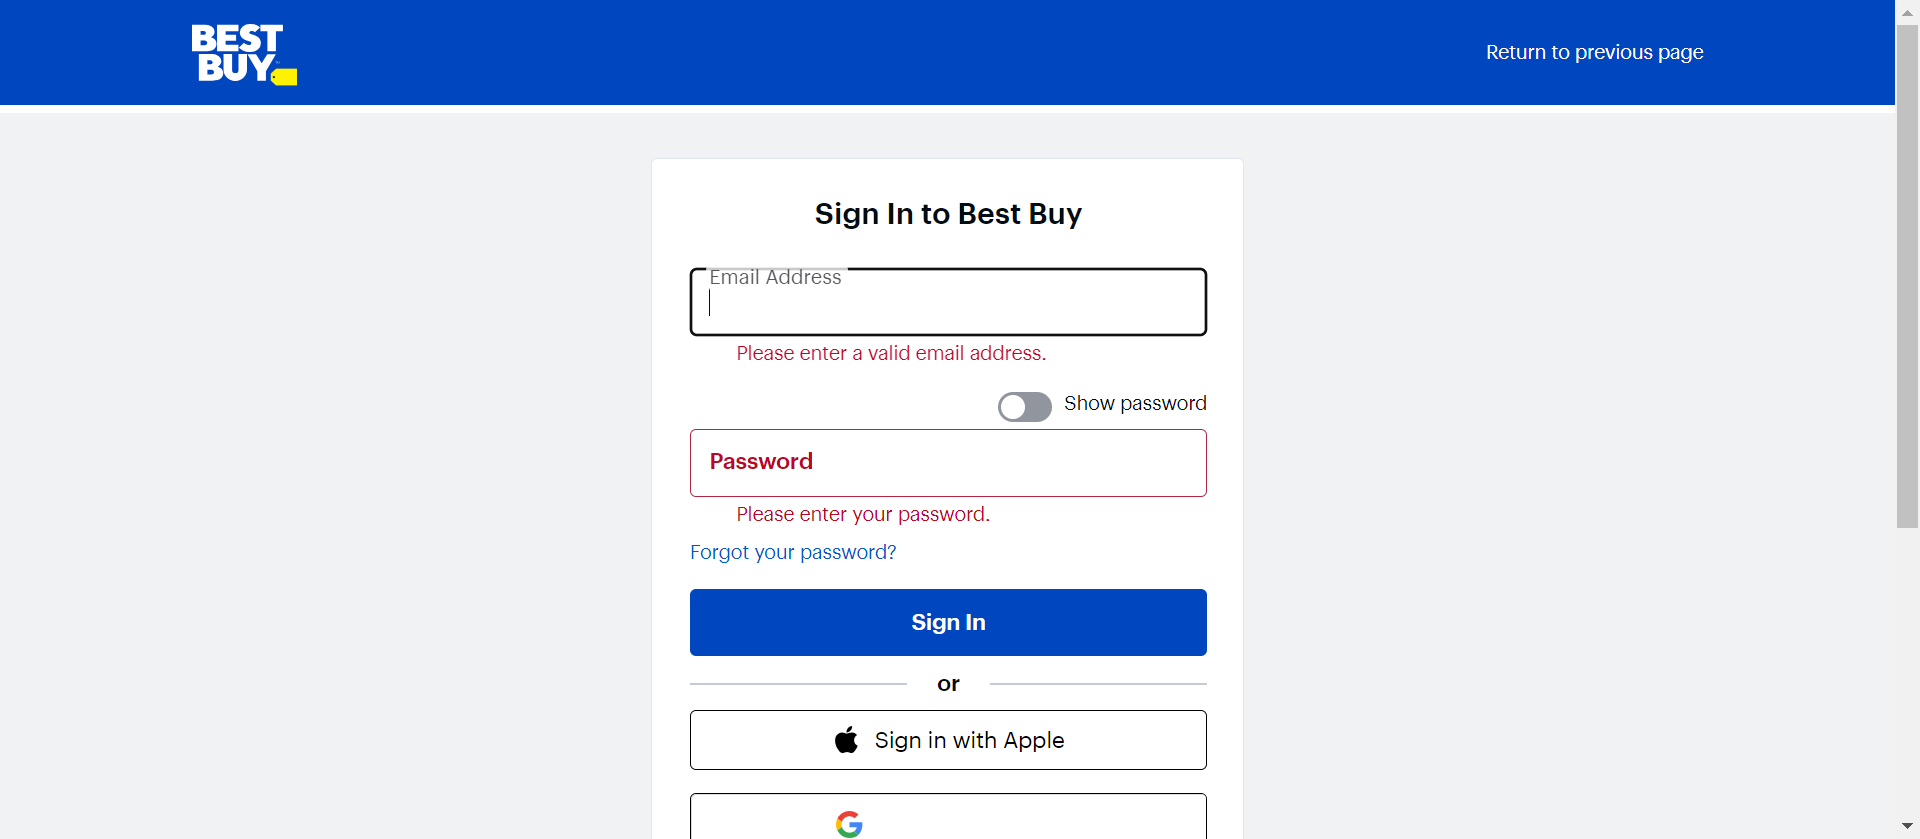 BEST
BUY
Return to previous page
Sign In to Best Buy
Email Address
Please enter a valid email address.
Show password
Password
Please enter your password.
Forgot your password?
Sign In
or
Sign in with Apple